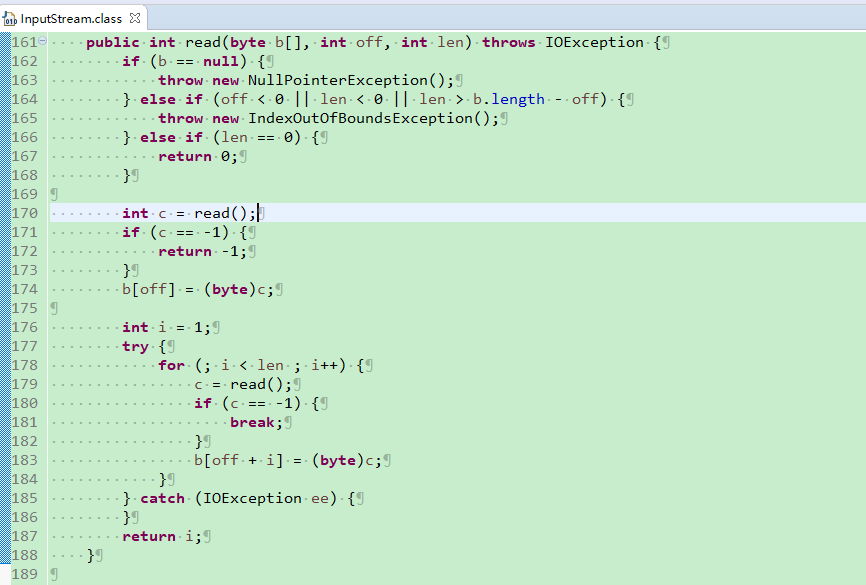 InputStream.class
161 public int read(byte b[], int off, int len) throws IOException {¶
162 if (b == null) {¶
163 throw new NullPointerException();¶
164 } else if (off < 0 || len < 0 || len > b.length - off) {¶
165 throw new IndexOutOfBoundsException();¶
166 } else if (len == 0) {¶
167 return 0;¶
168 }¶
169 ¶
170 int c = read();¶
171 if (c == -1) {¶
172 return -1;¶
173 }¶
174 b[off] = (byte)c;¶
175 ¶
176 int i = 1;¶
177 try {¶
178 for (; i < len ; i++) {¶
179 c = read();¶
180 if (c == -1) {¶
181 break;¶
182 }¶
183 b[off + i] = (byte)c;¶
184 }¶
185 } catch (IOException ee) {¶
186 }¶
187 return i;¶
188 }¶
189 ¶